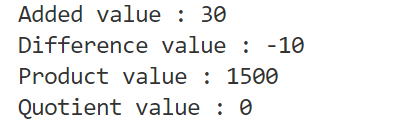 Added value : 30
Difference value : -10
Product value : 1500
Quotient value : 0